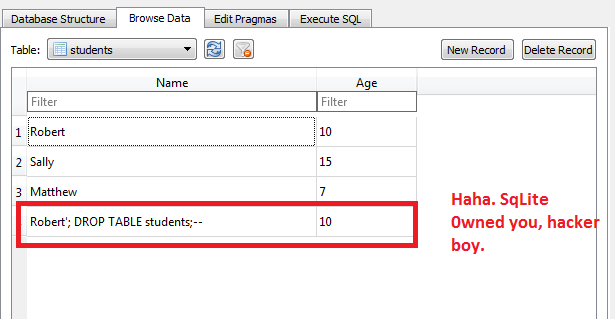 Database Structure Browse Data Edit Pragmas Execute SQL
Table: students New Record Delete Record
Name Age
Filter Filter
1 Robert 10
2 Sally 15
3 Matthew 7
Robert'; DROP TABLE students;-- 10
Haha. SqLite
0wned you, hacker
boy.